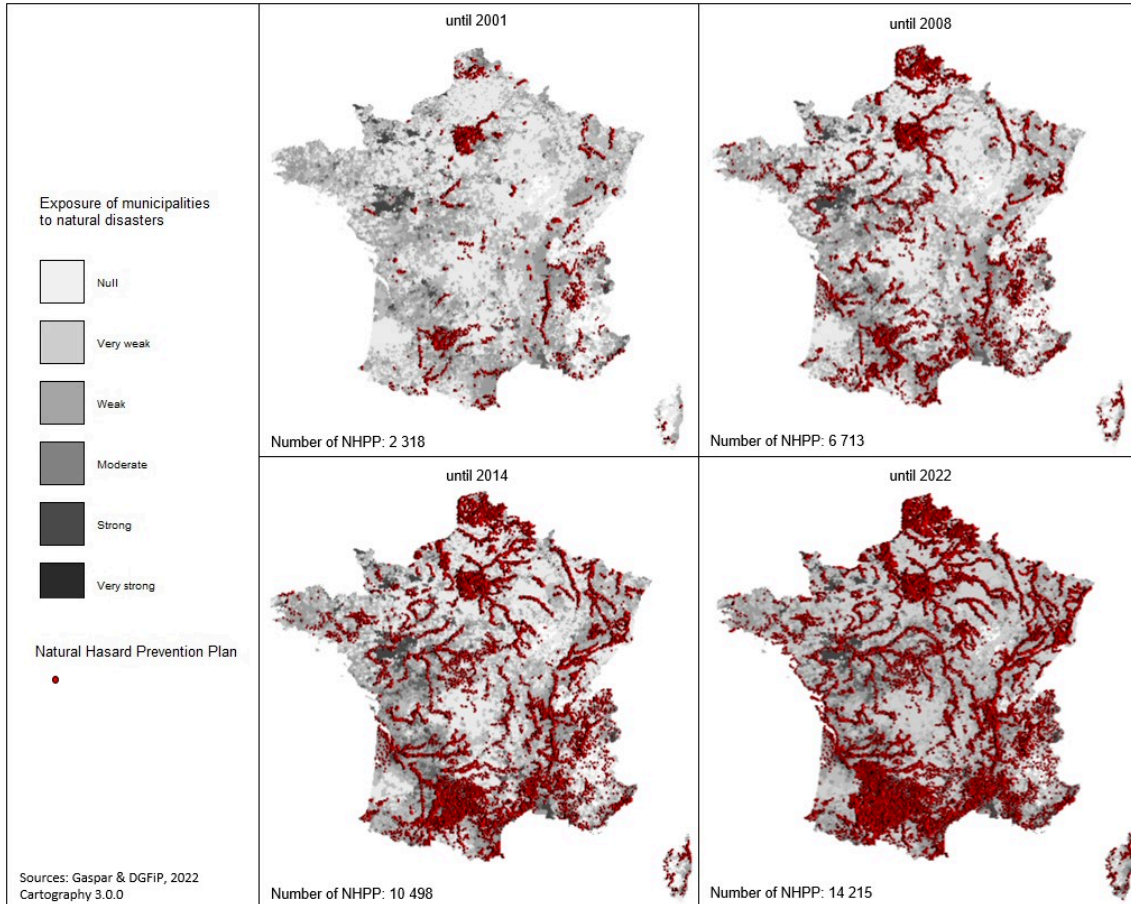 Exposure of municipalities
to natural disasters
Null
Very weak
Weak
Moderate
Strong
Very strong
Natural Hasard Prevention Plan
Sources: Gaspar & DGFiP, 2022
Cartography 3.0.0
until 2001
Number of NHPP: 2 318
until 2008
Number of NHPP: 6 713
until 2014
Number of NHPP: 10 498
until 2022
Number of NHPP: 14 215